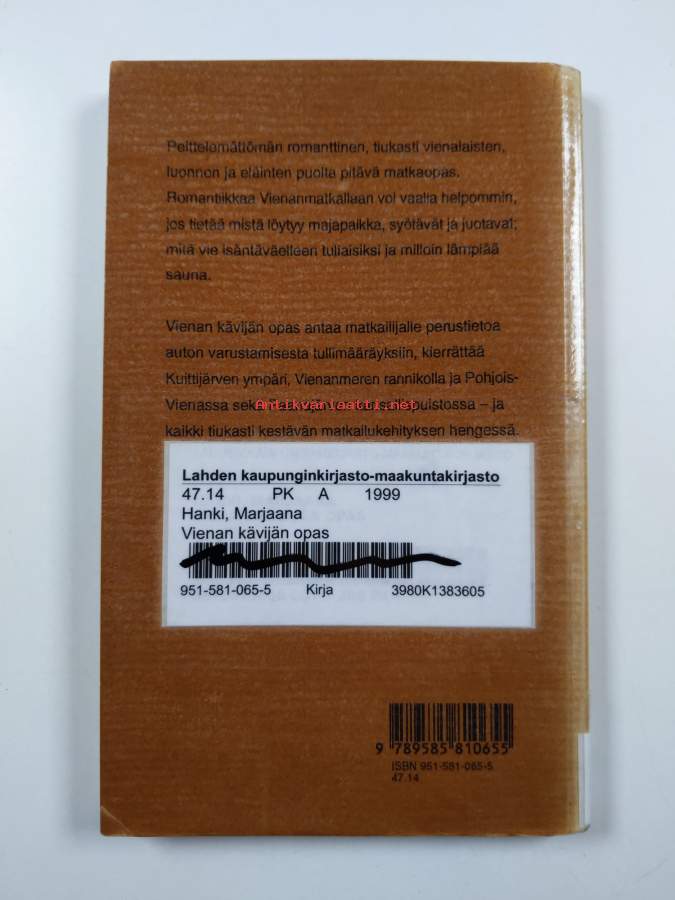 Peittelemättömän romanttinen, tiukasti vienalaisten,
luonnon ja eläinten puolta pitävä matkaopas.
Romantiikkaa Vienanmatkallaan voi vaalia helpommin,
jos tietää mistä löytyy majapaikka, syötävät ja juotavat;
mitä vie isäntäväelleen tuliaisiksi ja milloin lämpiää
sauna.
Vienan kävijän opas antaa matkailijalle perustietoa
auton varustamisesta tullimääräyksiin, kierrättää
Kuittijärven ympäri, Vienanmeren rannikolla ja Pohjois-
Vienassa
Antikvariaatti.net
– ja
kaikki tiukasti kestävän matkailukehityksen hengessä.
Lahden kaupunginkirjasto-maakuntakirjasto
47.14 PK A 1999
Hanki, Marjaana
Vienan kävijän opas
951-581-065-5 Kirja 3980K1383605
9 789585 810655
ISBN 951-581-065-5
47.14